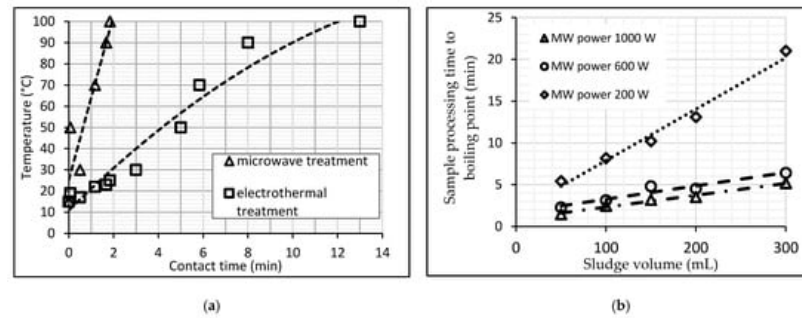 100
90
80
70
60
50
40
30
20
10
0
Temperature (°C)
microwave treatment
electrothermal
treatment
0 2 4 6 8 10 12 14
Contact time (min)
(a)
25
20
15
10
5
0
Sample processing time to
boiling point (min)
MW power 1000 W
MW power 600 W
MW power 200 W
0 100 200 300
Sludge volume (mL)
(b)